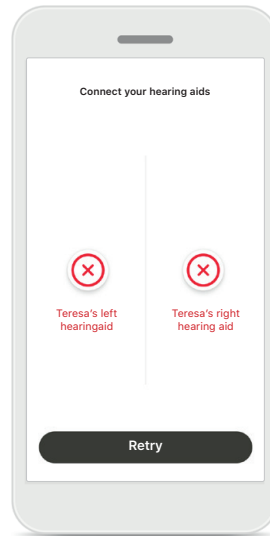 Connect your hearing aids
Teresa's left
hearingaid
Teresa's right
hearing aid
Retry